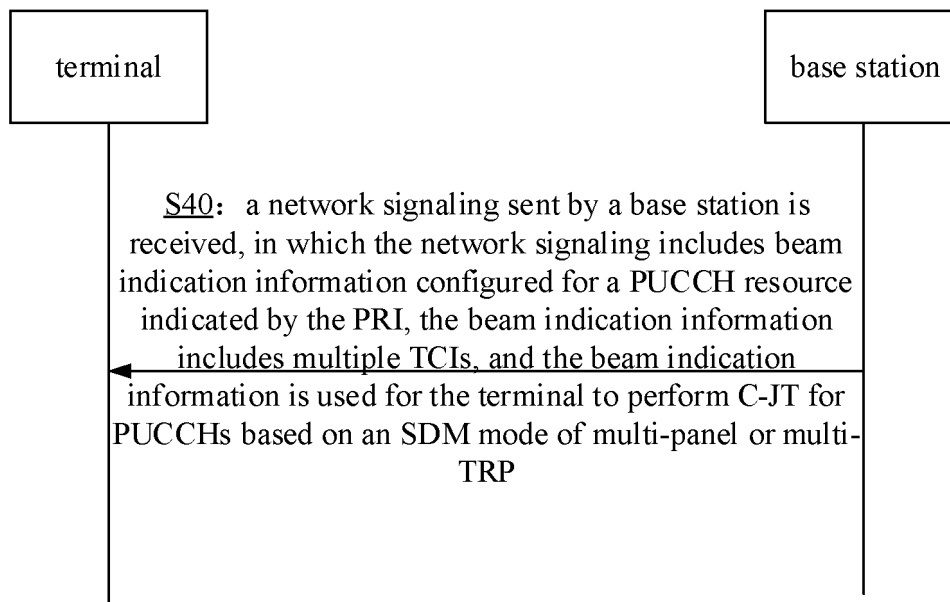 terminal
base station
S40：a network signaling sent by a base station is
received, in which the network signaling includes beam
indication information configured for a PUCCH resource
indicated by the PRI, the beam indication information
includes multiple TCIs, and the beam indication
information is used for the terminal to perform C-JT for
PUCCHs based on an SDM mode of multi-panel or multi-
TRP